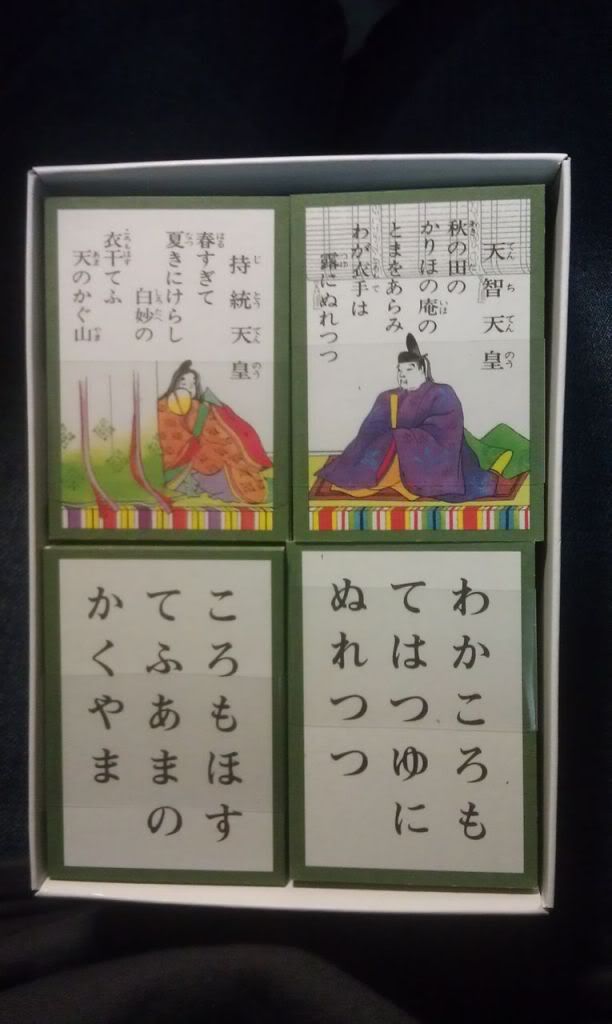 天智天皇
秋の田の
かりほの庵の
とまをあらみ
わが衣手は
露にぬれつつ
持統天皇
春すぎて
夏きにけらし
白妙の
衣干てふ
天のかぐ山
わかころも
てはつゆに
ぬれつつ
ころもほす
てふあまの
かくやま